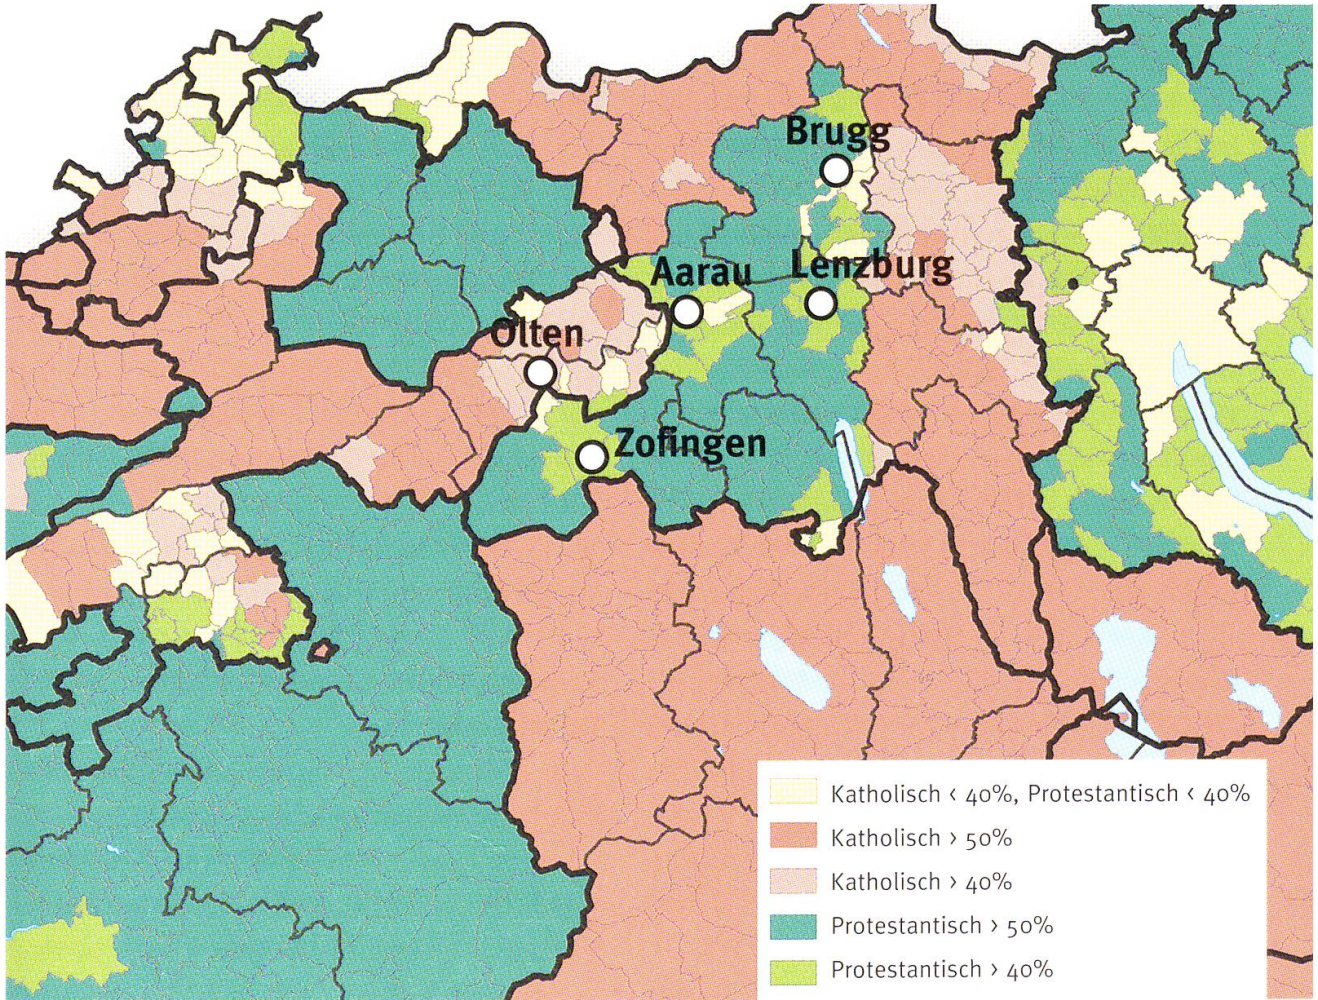 Brugg
Aarau
Lenzburg
Olten
Zofingen
Katholisch < 40%, Protestantisch < 40%
Katholisch > 50%
Katholisch > 40%
Protestantisch > 50%
Protestantisch > 40%